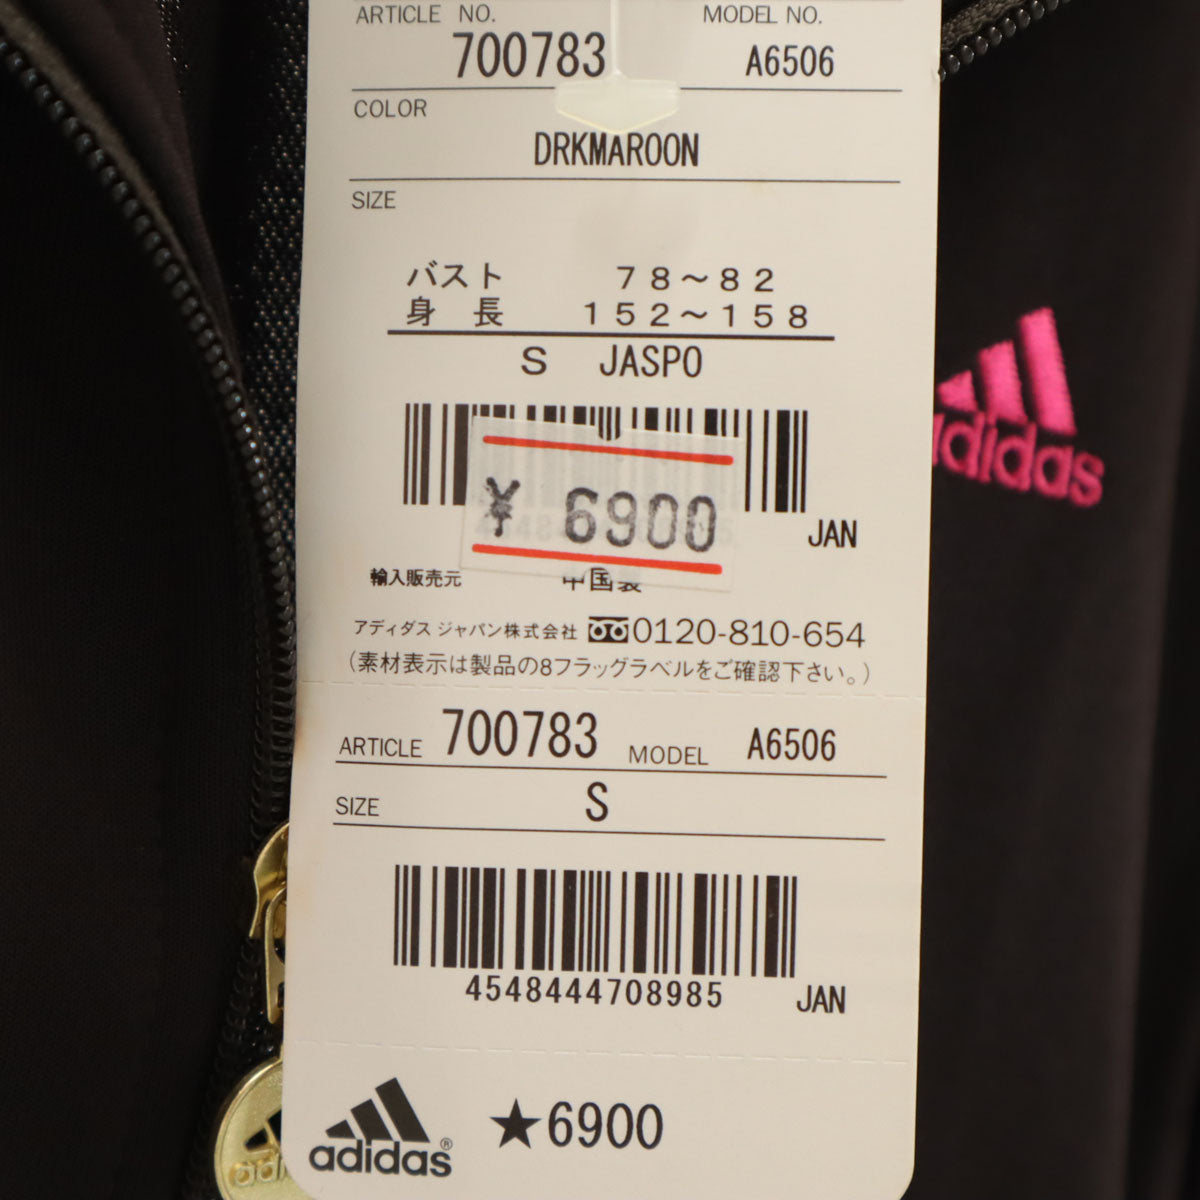 ARTICLE NO. MODEL NO.
700783 A6506
COLOR
DRKMAROON
SIZE
バスト 78～82
身長 152～158
S JASPO
¥ 6900
JAN
輸入販売元 中国製
アディダス ジャパン株式会社 0120-810-654
(素材表示は製品の8フラッグラベルをご確認下さい。)
ARTICLE 700783 MODEL A6506
SIZE S
4548444708985 JAN
adidas® ★6900
adidas